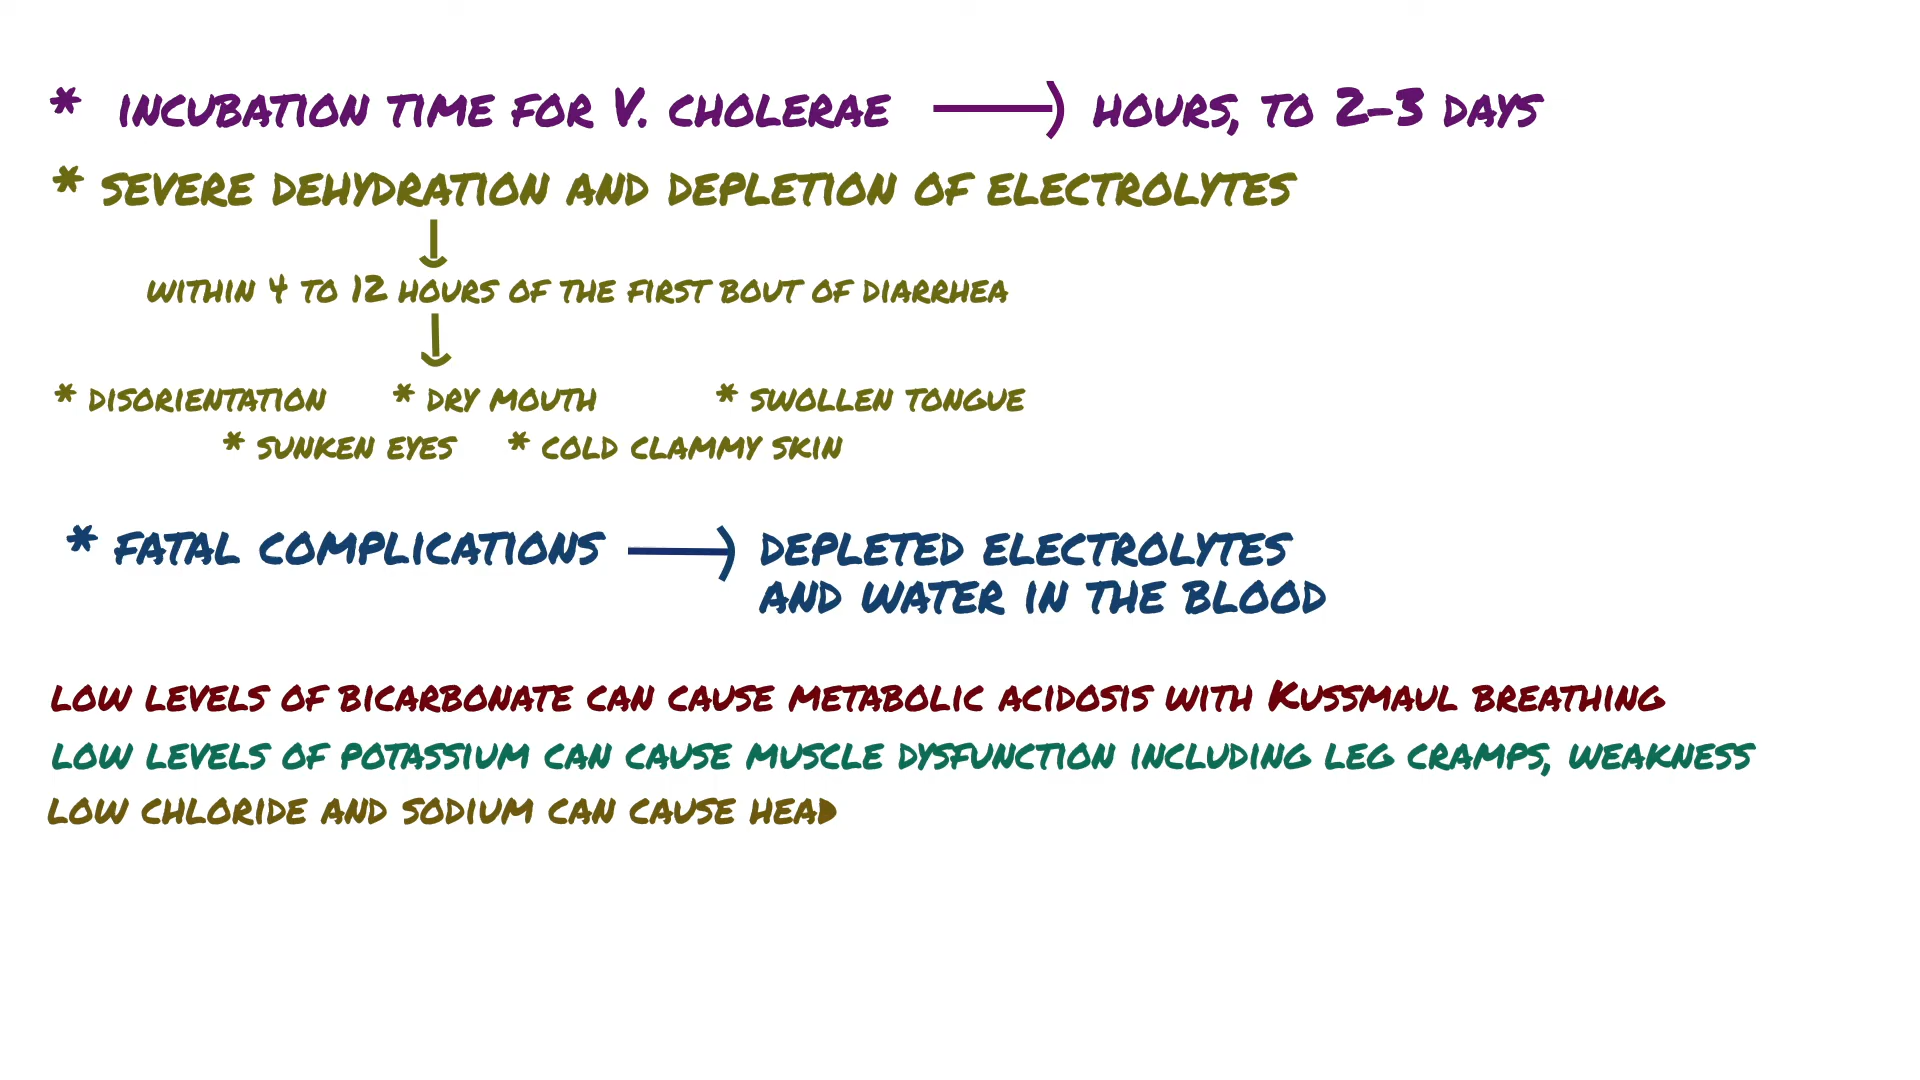 * INCUBATION TIME FOR V. CHOLERAE → HOURS, TO 2-3 DAYS
* SEVERE DEHYDRATION AND DEPLETION OF ELECTROLYTES
↓
WITHIN 4 TO 12 HOURS OF THE FIRST BOUT OF DIARRHEA
↓
* DISORIENTATION * DRY MOUTH * SWOLLEN TONGUE
* SUNKEN EYES * COLD CLAMMY SKIN
* FATAL COMPLICATIONS → DEPLETED ELECTROLYTES
AND WATER IN THE BLOOD
LOW LEVELS OF BICARBONATE CAN CAUSE METABOLIC ACIDOSIS WITH KUSSMAUL BREATHING
LOW LEVELS OF POTASSIUM CAN CAUSE MUSCLE DYSFUNCTION INCLUDING LEG CRAMPS, WEAKNESS
LOW CHLORIDE AND SODIUM CAN CAUSE HEAD